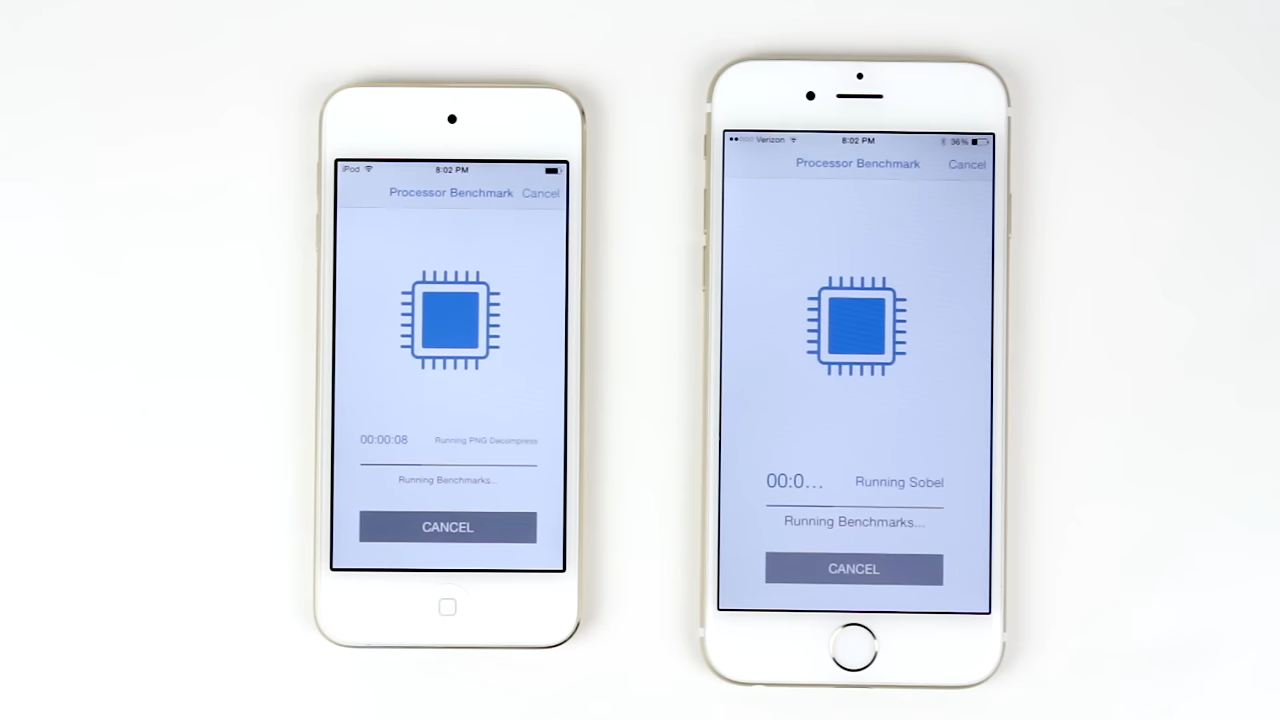 iPod 8:02 PM
Processor Benchmark Cancel
00:00:08 Running PNG Decompress
Running Benchmarks...
CANCEL
Verizon 8:02 PM 36%
Processor Benchmark Cancel
00:0... Running Sobel
Running Benchmarks...
CANCEL